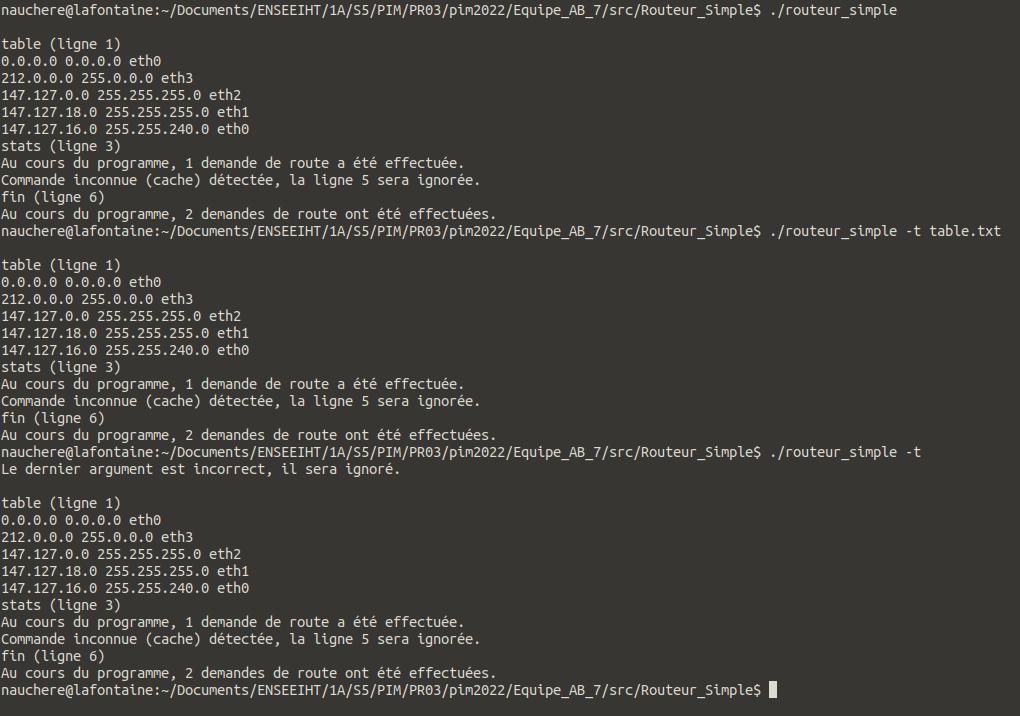 nauchere@lafontaine:~/Documents/ENSEEIHT/1A/S5/PIM/PR03/pim2022/Equipe_AB_7/src/Routeur_Simple$ ./routeur_simple
table (ligne 1)
0.0.0.0 0.0.0.0 eth0
212.0.0.0 255.0.0.0 eth3
147.127.0.0 255.255.255.0 eth2
147.127.18.0 255.255.255.0 eth1
147.127.16.0 255.255.240.0 eth0
stats (ligne 3)
Au cours du programme, 1 demande de route a été effectuée.
Commande inconnue (cache) détectée, la ligne 5 sera ignorée.
fin (ligne 6)
Au cours du programme, 2 demandes de route ont été effectuées.
nauchere@lafontaine:~/Documents/ENSEEIHT/1A/S5/PIM/PR03/pim2022/Equipe_AB_7/src/Routeur_Simple$ ./routeur_simple -t table.txt
table (ligne 1)
0.0.0.0 0.0.0.0 eth0
212.0.0.0 255.0.0.0 eth3
147.127.0.0 255.255.255.0 eth2
147.127.18.0 255.255.255.0 eth1
147.127.16.0 255.255.240.0 eth0
stats (ligne 3)
Au cours du programme, 1 demande de route a été effectuée.
Commande inconnue (cache) détectée, la ligne 5 sera ignorée.
fin (ligne 6)
Au cours du programme, 2 demandes de route ont été effectuées.
nauchere@lafontaine:~/Documents/ENSEEIHT/1A/S5/PIM/PR03/pim2022/Equipe_AB_7/src/Routeur_Simple$ ./routeur_simple -t
Le dernier argument est incorrect, il sera ignoré.
table (ligne 1)
0.0.0.0 0.0.0.0 eth0
212.0.0.0 255.0.0.0 eth3
147.127.0.0 255.255.255.0 eth2
147.127.18.0 255.255.255.0 eth1
147.127.16.0 255.255.240.0 eth0
stats (ligne 3)
Au cours du programme, 1 demande de route a été effectuée.
Commande inconnue (cache) détectée, la ligne 5 sera ignorée.
fin (ligne 6)
Au cours du programme, 2 demandes de route ont été effectuées.
nauchere@lafontaine:~/Documents/ENSEEIHT/1A/S5/PIM/PR03/pim2022/Equipe_AB_7/src/Routeur_Simple$